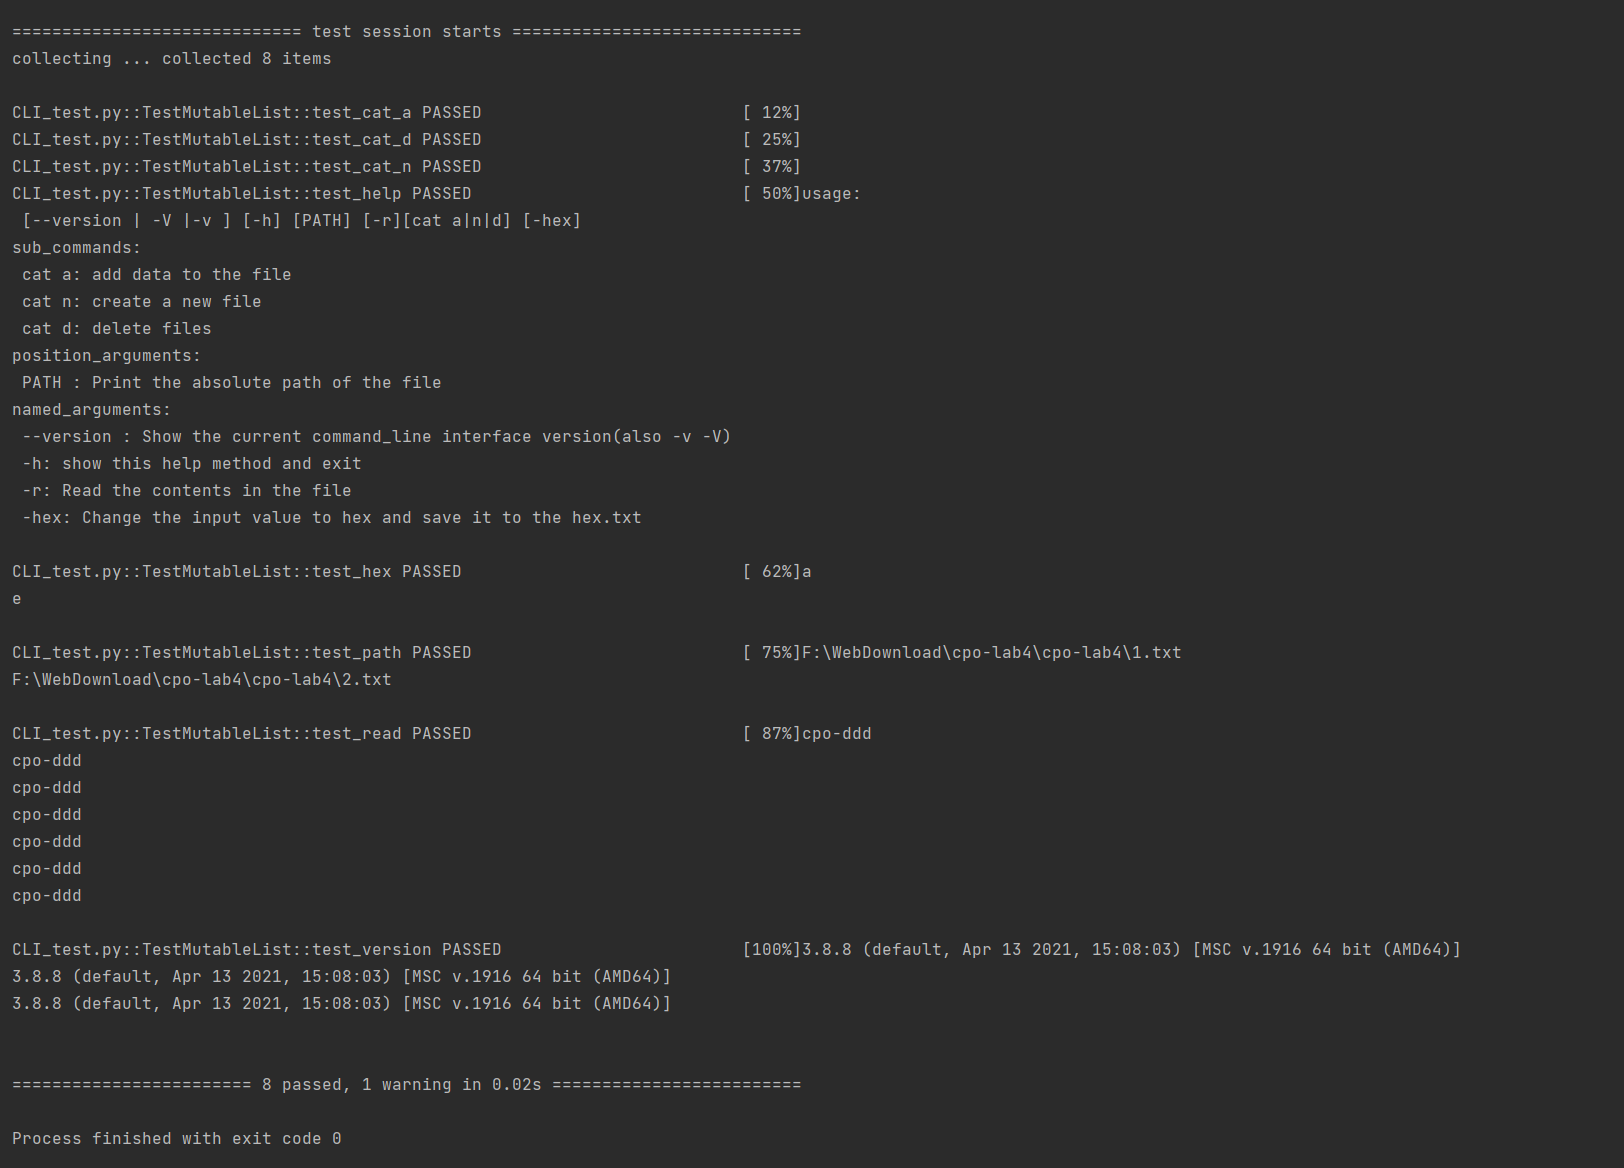 ============================= test session starts =============================
collecting ... collected 8 items
CLI_test.py::TestMutableList::test_cat_a PASSED                          [ 12%]
CLI_test.py::TestMutableList::test_cat_d PASSED                          [ 25%]
CLI_test.py::TestMutableList::test_cat_n PASSED                          [ 37%]
CLI_test.py::TestMutableList::test_help PASSED                           [ 50%]usage:
 [--version | -V |-v ] [-h] [PATH] [-r][cat a|n|d] [-hex]
sub_commands:
 cat a: add data to the file
 cat n: create a new file
 cat d: delete files
position_arguments:
 PATH : Print the absolute path of the file
named_arguments:
 --version : Show the current command_line interface version(also -v -V)
 -h: show this help method and exit
 -r: Read the contents in the file
 -hex: Change the input value to hex and save it to the hex.txt
CLI_test.py::TestMutableList::test_hex PASSED                            [ 62%]a
e
CLI_test.py::TestMutableList::test_path PASSED                           [ 75%]F:\WebDownload\cpo-lab4\cpo-lab4\1.txt
F:\WebDownload\cpo-lab4\cpo-lab4\2.txt
CLI_test.py::TestMutableList::test_read PASSED                           [ 87%]cpo-ddd
cpo-ddd
cpo-ddd
cpo-ddd
cpo-ddd
cpo-ddd
cpo-ddd
CLI_test.py::TestMutableList::test_version PASSED                        [100%]3.8.8 (default, Apr 13 2021, 15:08:03) [MSC v.1916 64 bit (AMD64)]
3.8.8 (default, Apr 13 2021, 15:08:03) [MSC v.1916 64 bit (AMD64)]
3.8.8 (default, Apr 13 2021, 15:08:03) [MSC v.1916 64 bit (AMD64)]
======================== 8 passed, 1 warning in 0.02s =========================
Process finished with exit code 0